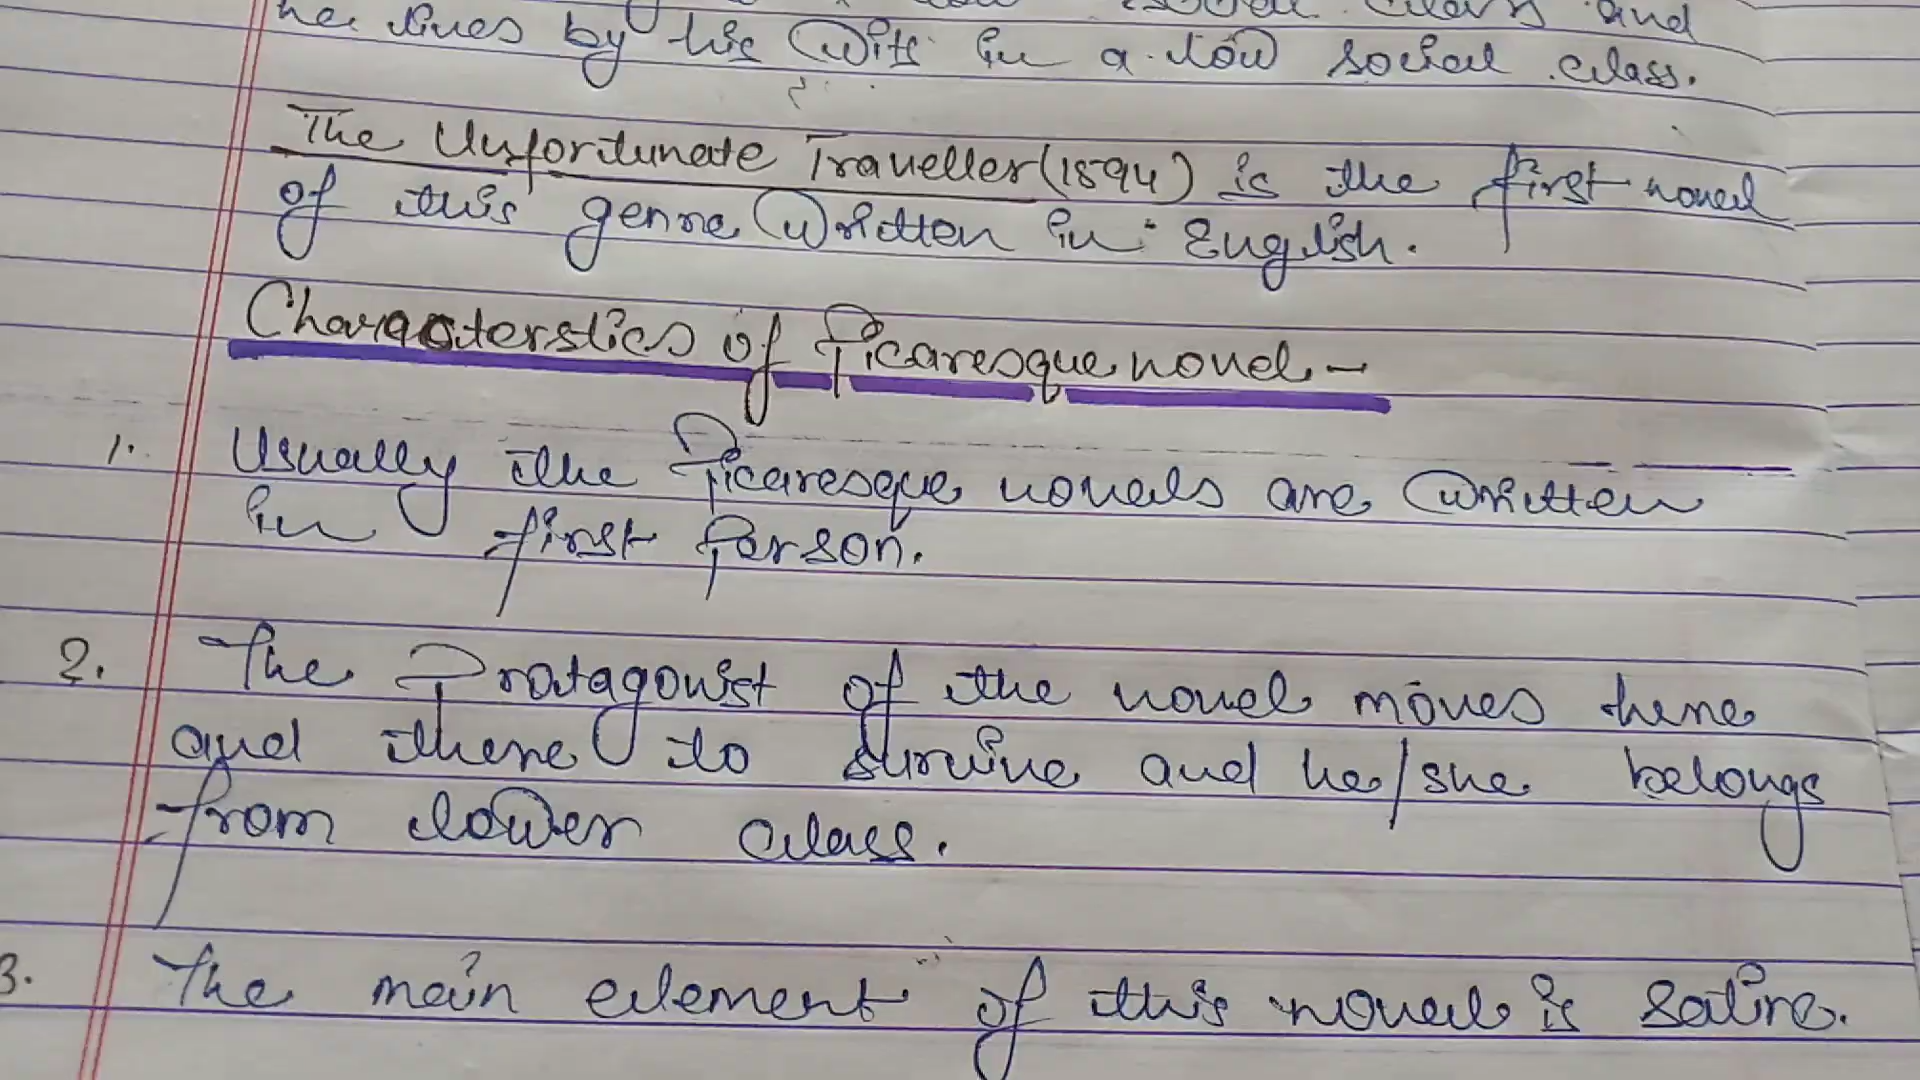 social class and
he lives by his wits in a low social class.
The Unfortunate Traveller (1594) is the first novel
of this genre written in English.
Characterstics of Picaresque novel -
1. Usually the Picaresque novels are written
in first person.
2. The Protagonist of the novel moves here
and there to survive and he/she belongs
from lower class.
3. The main element of this novel is satire.